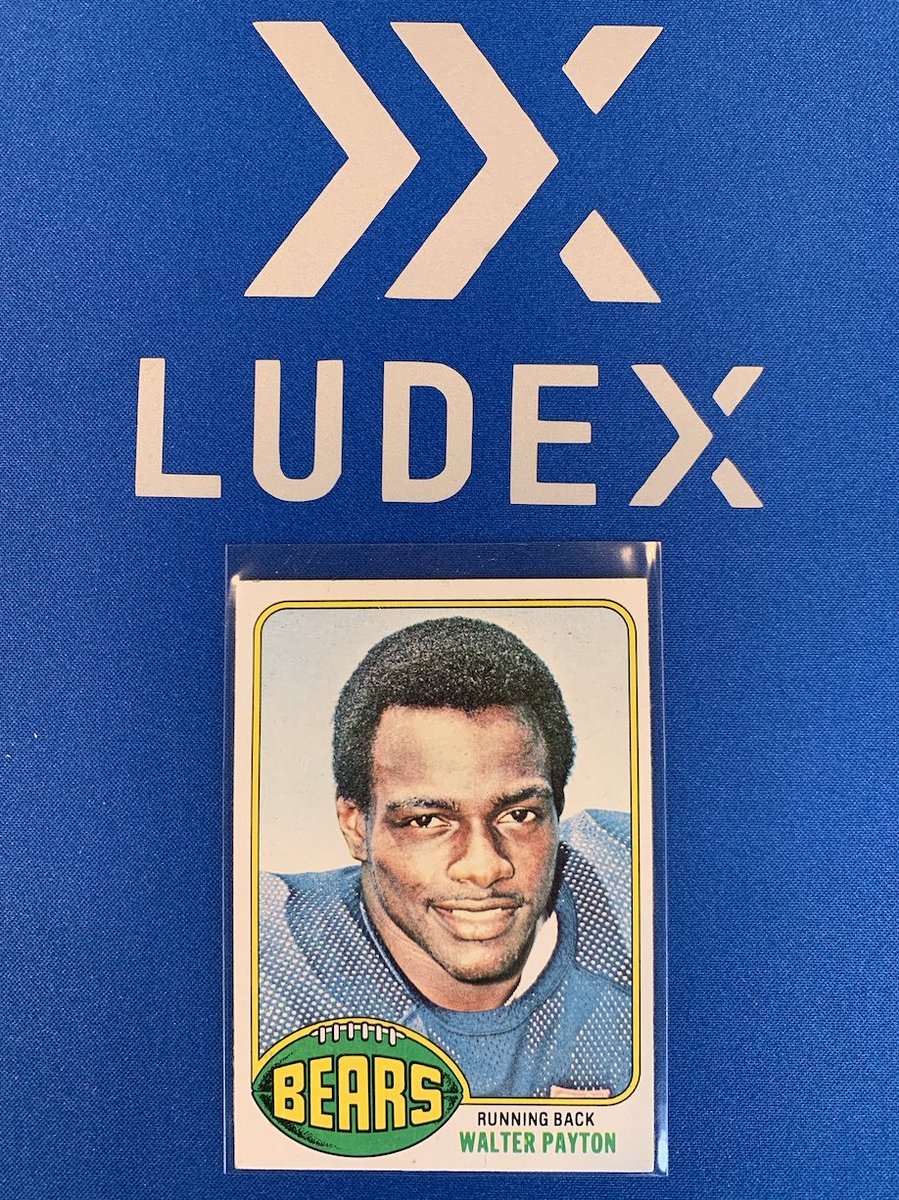 LUDEX
BEARS
RUNNING BACK
WALTER PAYTON